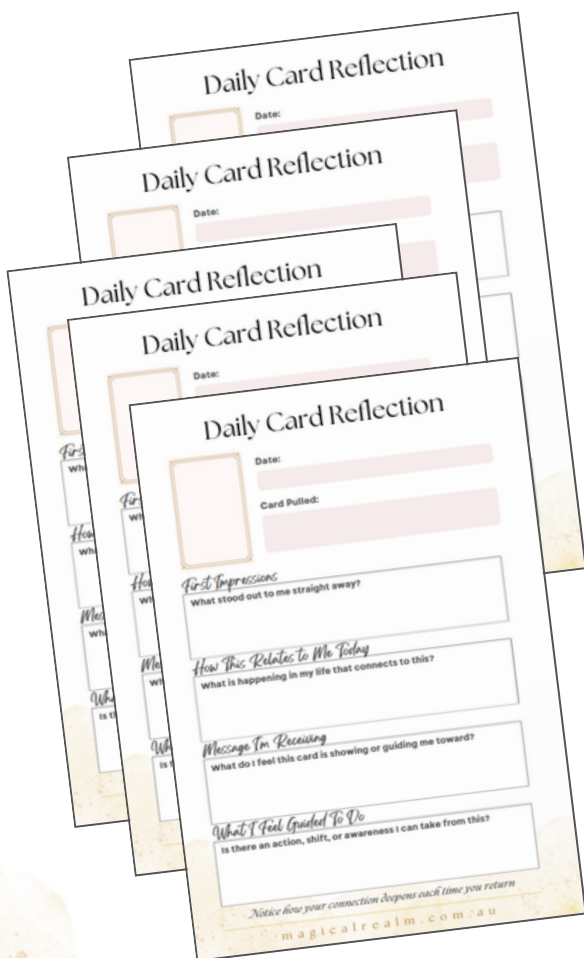 Daily Card Reflection
Date:
Daily Card Reflection
Date:
Daily Card Reflection
Daily Card Reflection
Date:
Daily Card Reflection
Date:
Card Pulled:
First Impressions
What stood out to me straight away?
How This Relates to Me Today
What is happening in my life that connects to this?
Message I'm Receiving
What do I feel this card is showing or guiding me toward?
What I Feel Guided To Do
Is there an action, shift, or awareness I can take from this?
Notice how your connection deepens each time you return
magicalrealm.com.au